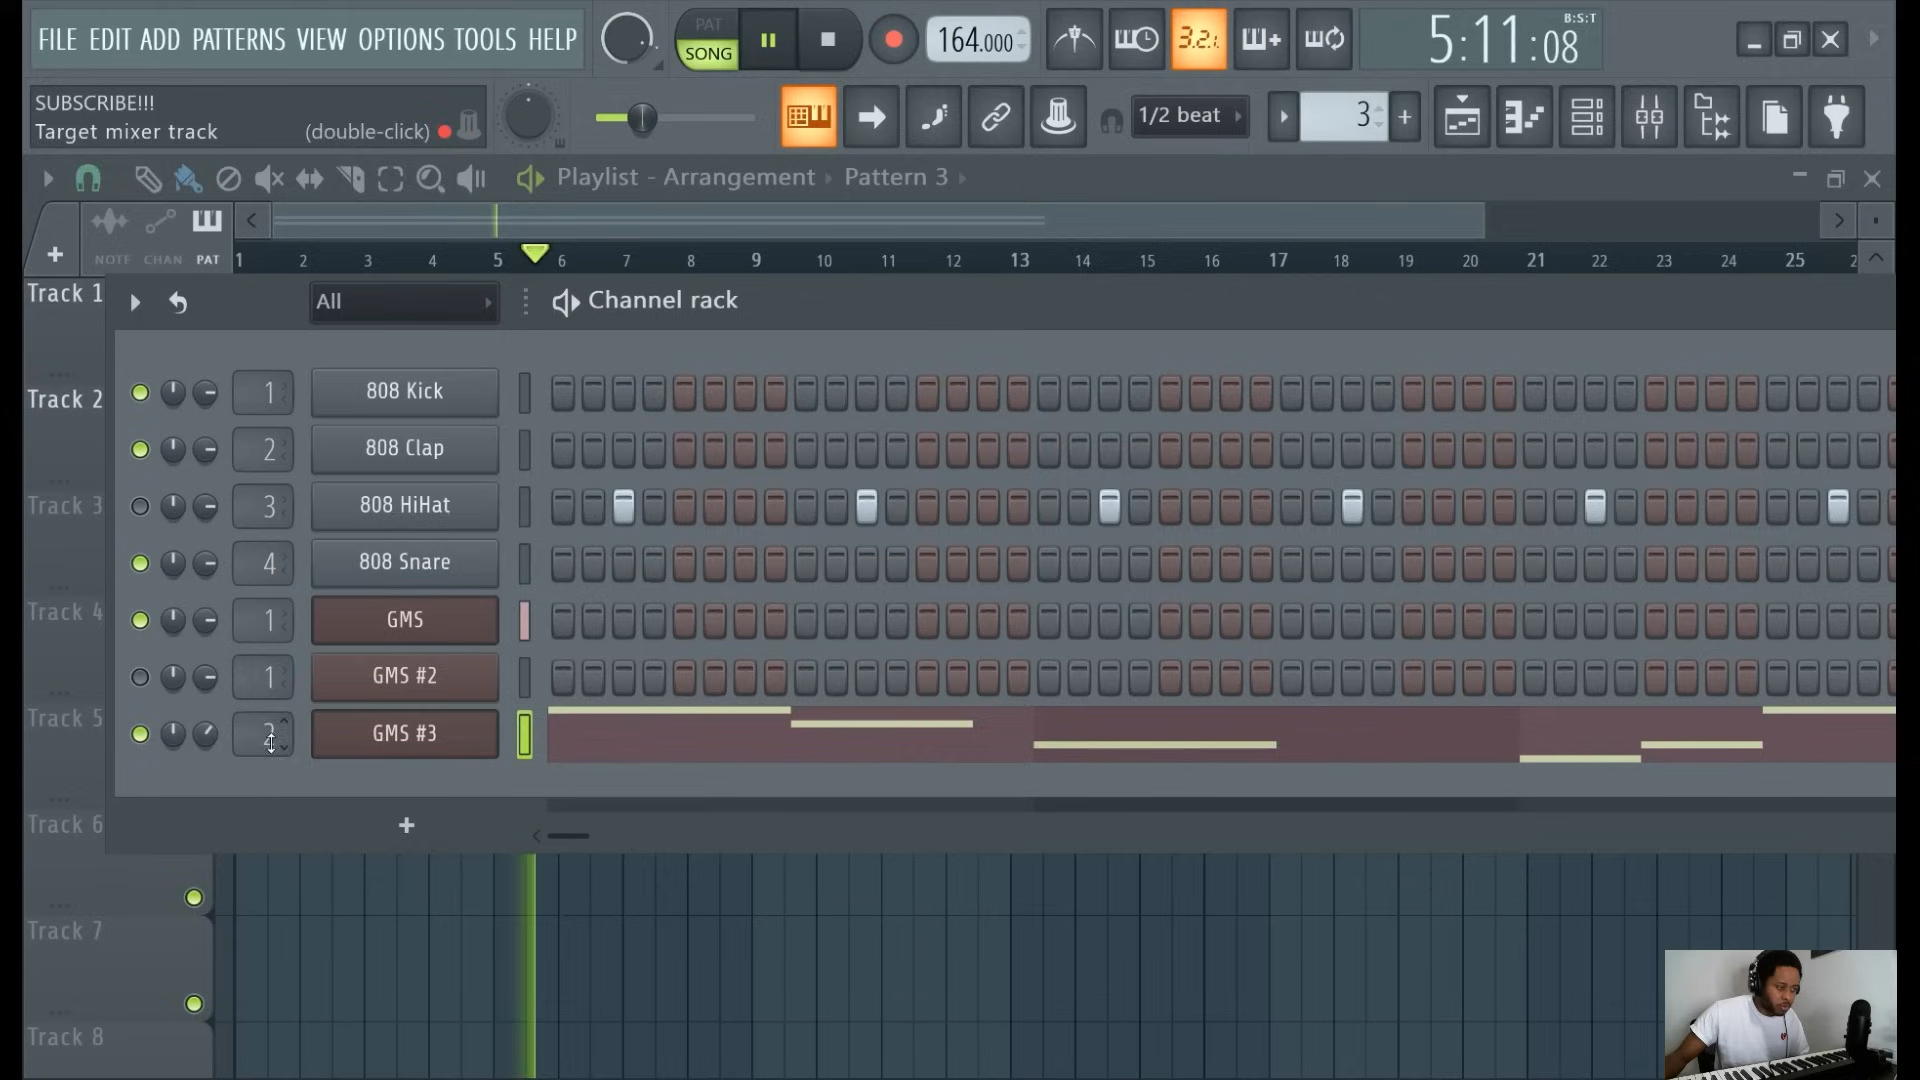 FILE EDIT ADD PATTERNS VIEW OPTIONS TOOLS HELP
PAT
SONG
164.000
3.2.1
5:11:08
B:S:T
SUBSCRIBE!!!
Target mixer track (double-click)
1/2 beat
3
+
Playlist - Arrangement Pattern 3
NOTE CHAN PAT
1 2 3 4 5 6 7 8 9 10 11 12 13 14 15 16 17 18 19 20 21 22 23 24 25
+
Track 1
All
Channel rack
1 808 Kick
Track 2
2 808 Clap
Track 3
3 808 HiHat
4 808 Snare
Track 4
1 GMS
1 GMS #2
Track 5
GMS #3
Track 6
+
Track 7
Track 8